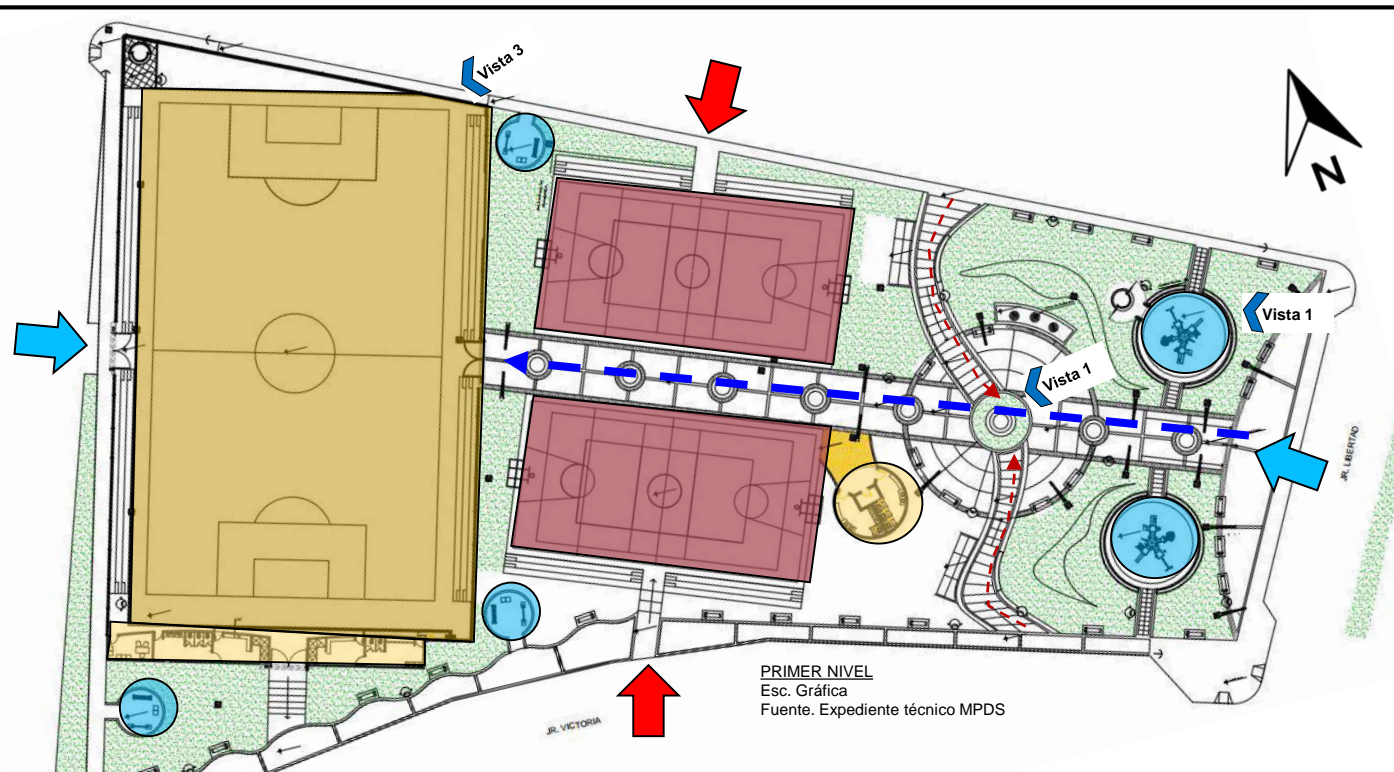 Vista 3
N
Vista 1
Vista 1
JR. LIBERTAD
PRIMER NIVEL
Esc. Gráfica
Fuente. Expediente técnico MPDS
JR. VICTORIA